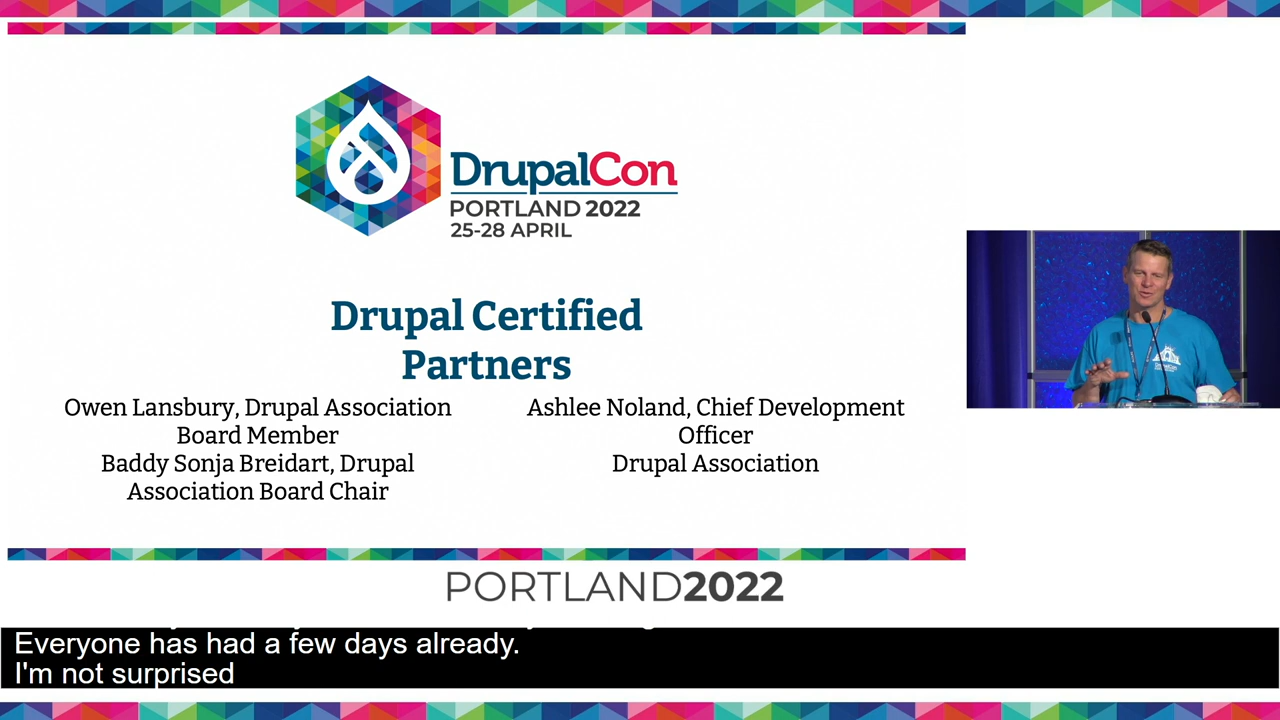 DrupalCon
PORTLAND 2022
25-28 APRIL
Drupal Certified
Partners
Owen Lansbury, Drupal Association
Board Member
Baddy Sonja Breidart, Drupal
Association Board Chair
Ashlee Noland, Chief Development
Officer
Drupal Association
PORTLAND2022
Everyone has had a few days already.
I'm not surprised